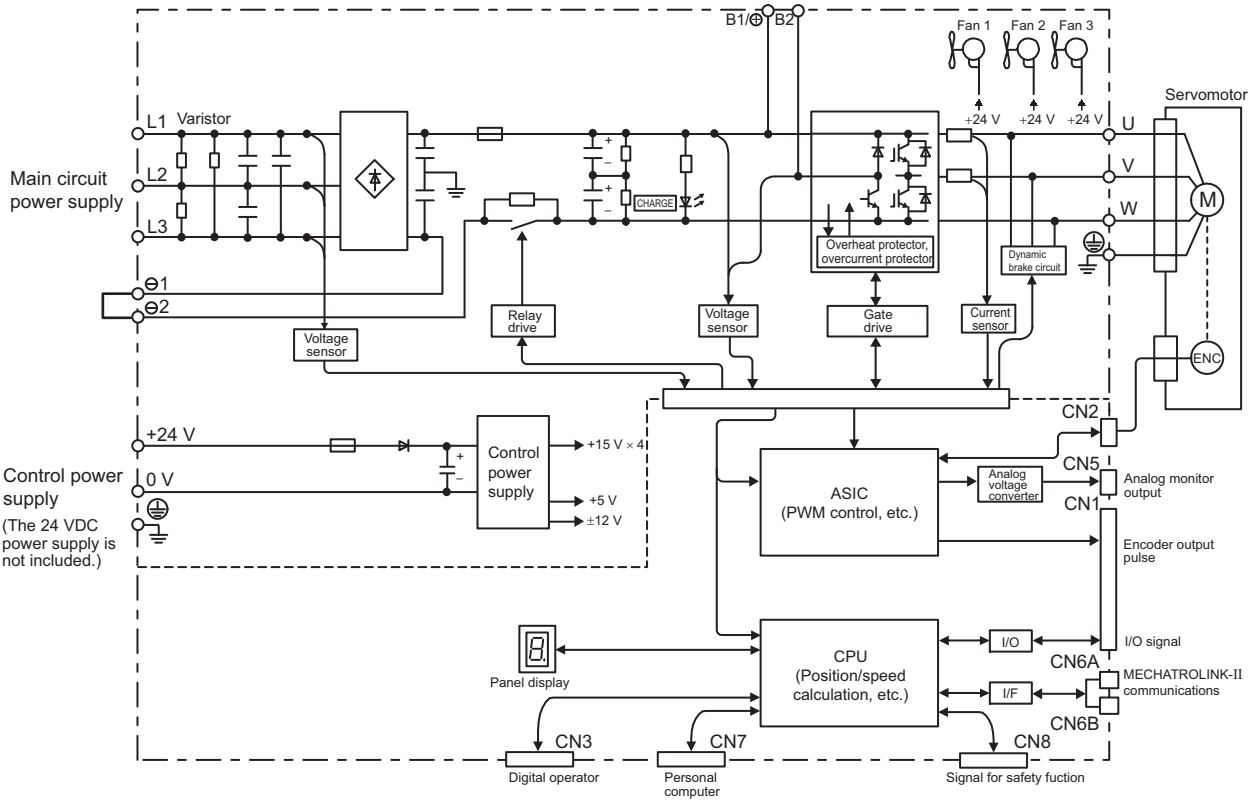 B1/⊕ B2
Fan 1 Fan 2 Fan 3
+24 V +24 V +24 V
Servomotor
L1 Varistor
U
L2
V
Main circuit
power supply
M
L3
W
+
–
+
–
CHARGE
Overheat protector,
overcurrent protector
Dynamic
brake circuit
⊖1
⊖2
Voltage
sensor
Relay
drive
Voltage
sensor
Gate
drive
Current
sensor
ENC
CN2
+24 V
+
–
Control
power
supply
+15 V × 4
+5 V
±12 V
0 V
Control power
supply
(The 24 VDC
power supply is
not included.)
ASIC
(PWM control, etc.)
Analog
voltage
converter
CN5
Analog monitor
output
CN1
Encoder output
pulse
8.
Panel display
CPU
(Position/speed
calculation, etc.)
I/O
I/O signal
CN6A
I/F
MECHATROLINK-II
communications
CN6B
CN3
Digital operator
CN7
Personal
computer
CN8
Signal for safety fuction